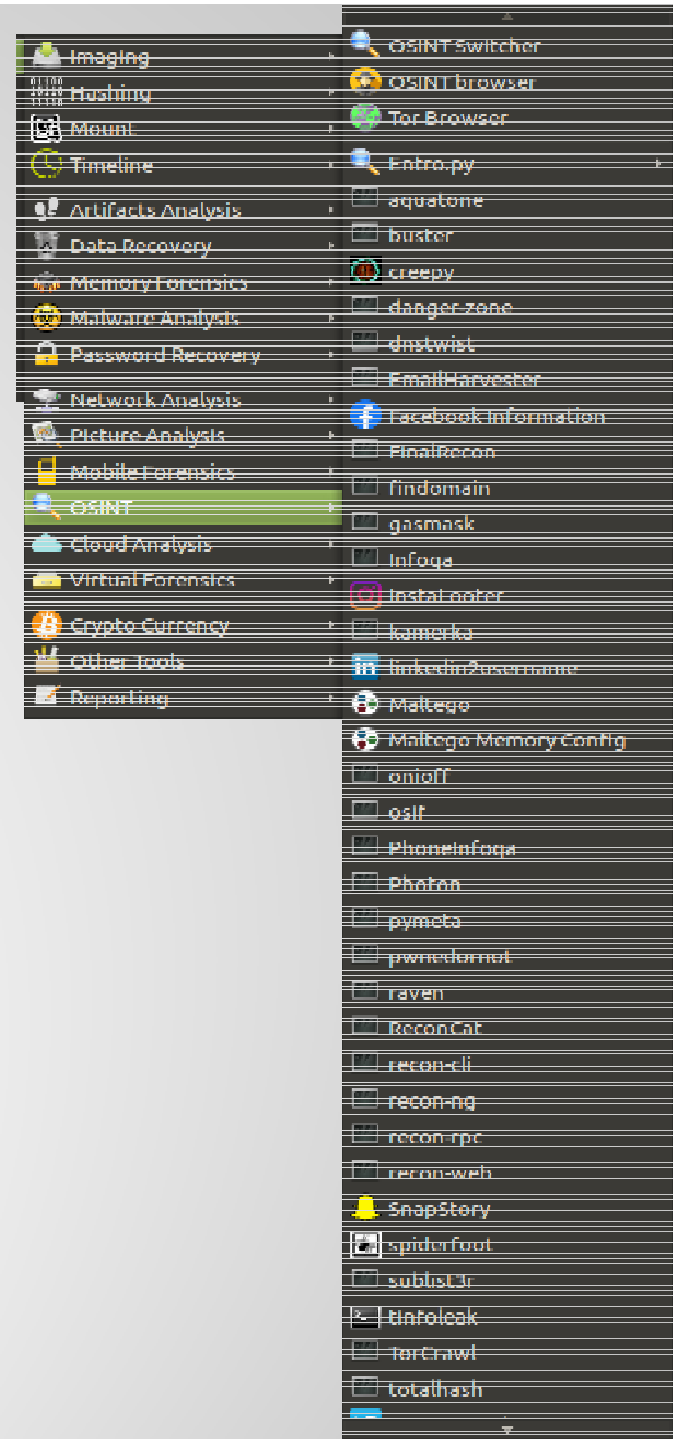 Imaging
Hashing
Mount
Timeline
Artifacts Analysis
Data Recovery
Memory Forensics
Malware Analysis
Password Recovery
Network Analysis
Picture Analysis
Mobile Forensics
OSINT
Cloud Analysis
Virtual Forensics
Crypto Currency
Other Tools
Reporting
OSINT Switcher
OSINT browser
Tor Browser
Entro.py
aquatone
buster
creepy
danger-zone
dnstwist
EmailHarvester
Facebook Information
FinalRecon
findomain
gasmask
Infoga
InstaLooter
kamerka
linkedin2username
Maltego
Maltego Memory Config
onioff
osif
PhoneInfoga
Photon
pymeta
pwnedornot
raven
ReconCat
recon-cli
recon-ng
recon-rpc
recon-web
SnapStory
spiderfoot
sublist3r
tinfoleak
TorCrawl
totalhash